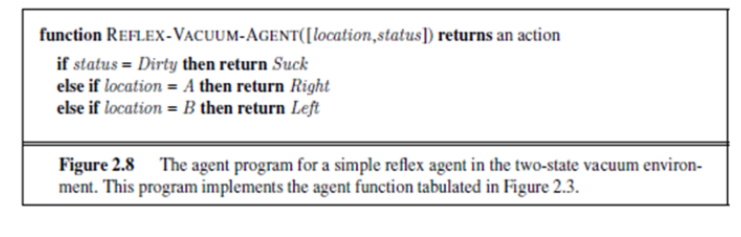 function REFLEX-VACUUM-AGENT([location,status]) returns an action
if status = Dirty then return Suck
else if location = A then return Right
else if location = B then return Left
Figure 2.8 The agent program for a simple reflex agent in the two-state vacuum environ-
ment. This program implements the agent function tabulated in Figure 2.3.